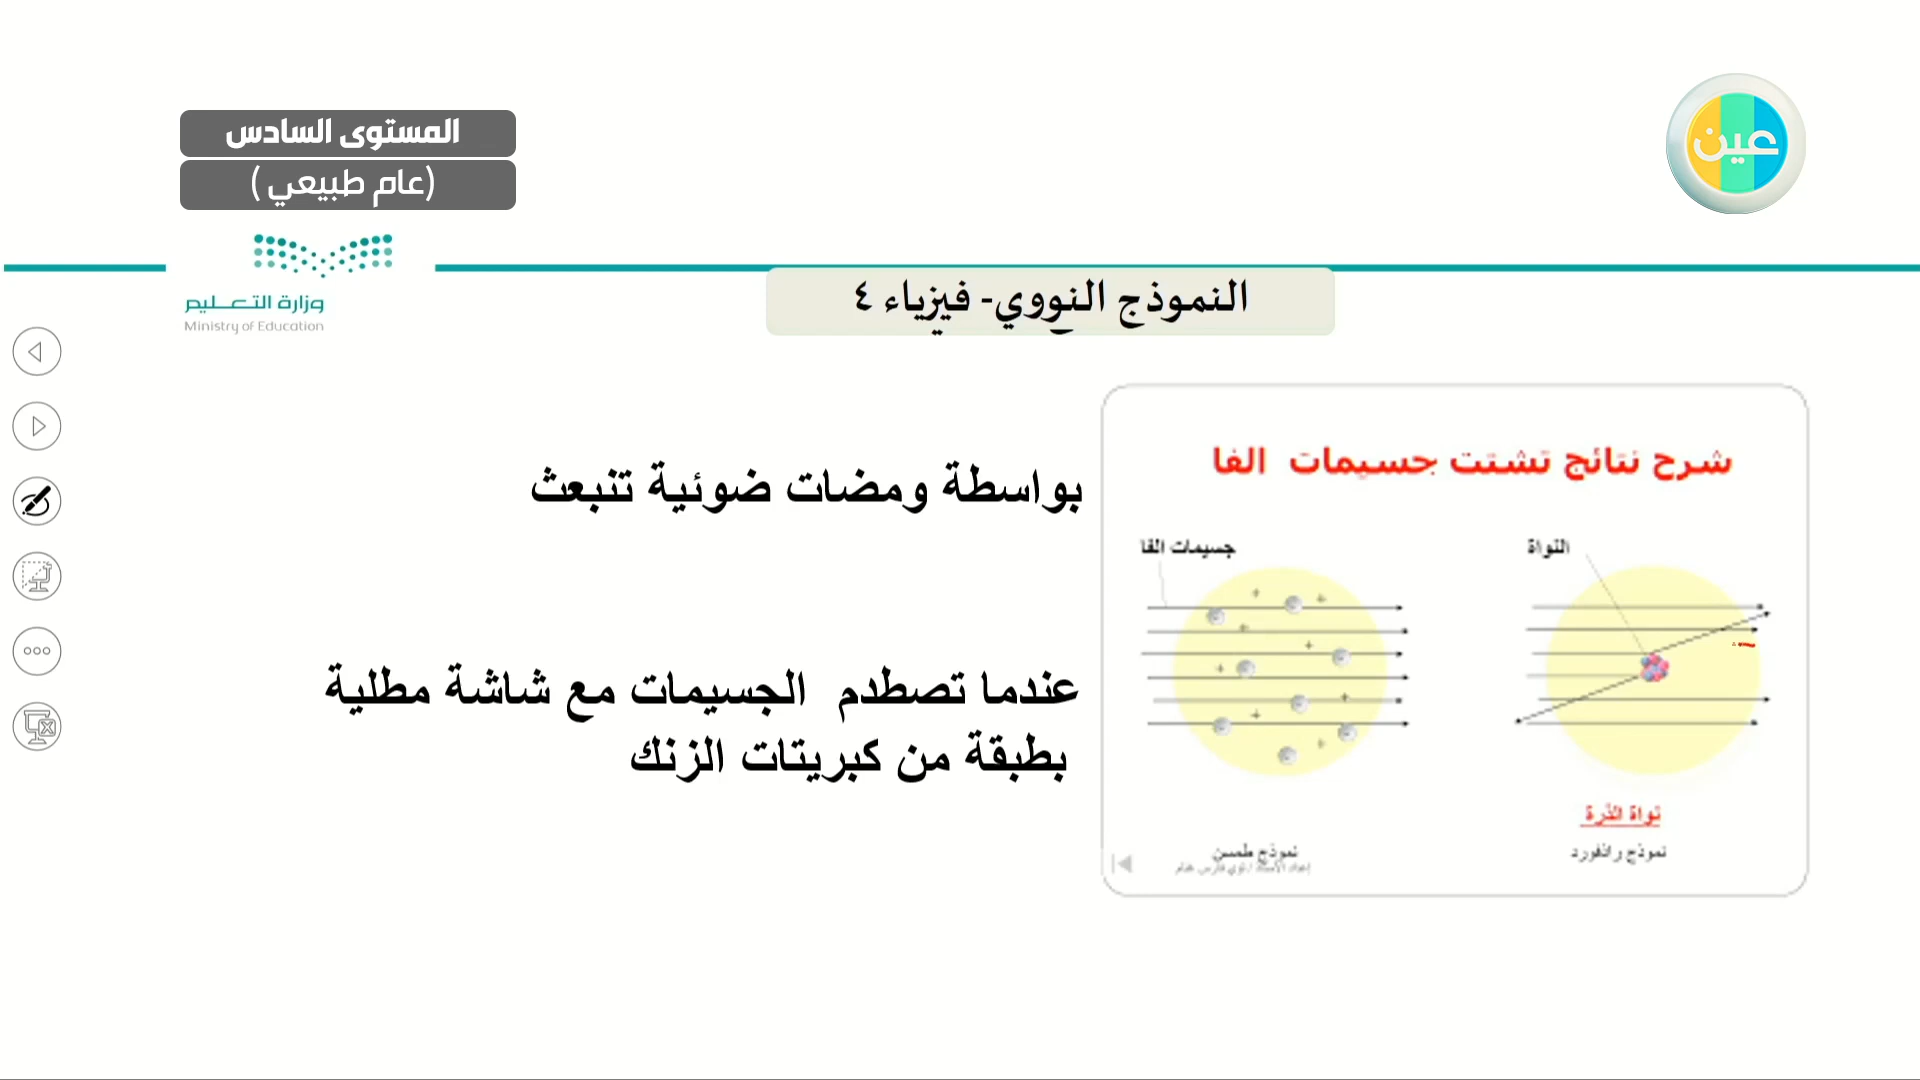 المستوى السادس
(عام طبيعي)
عين
وزارة التعليم
Ministry of Education
النموذج النووي- فيزياء ٤
شرح نتائج تشتت جسيمات الفا
جسيمات الفا
النواة
نواة الذرة
نموذج طمسن
نموذج راذفورد
بواسطة ومضات ضوئية تنبعث
عندما تصطدم الجسيمات مع شاشة مطلية
بطبقة من كبريتات الزنك